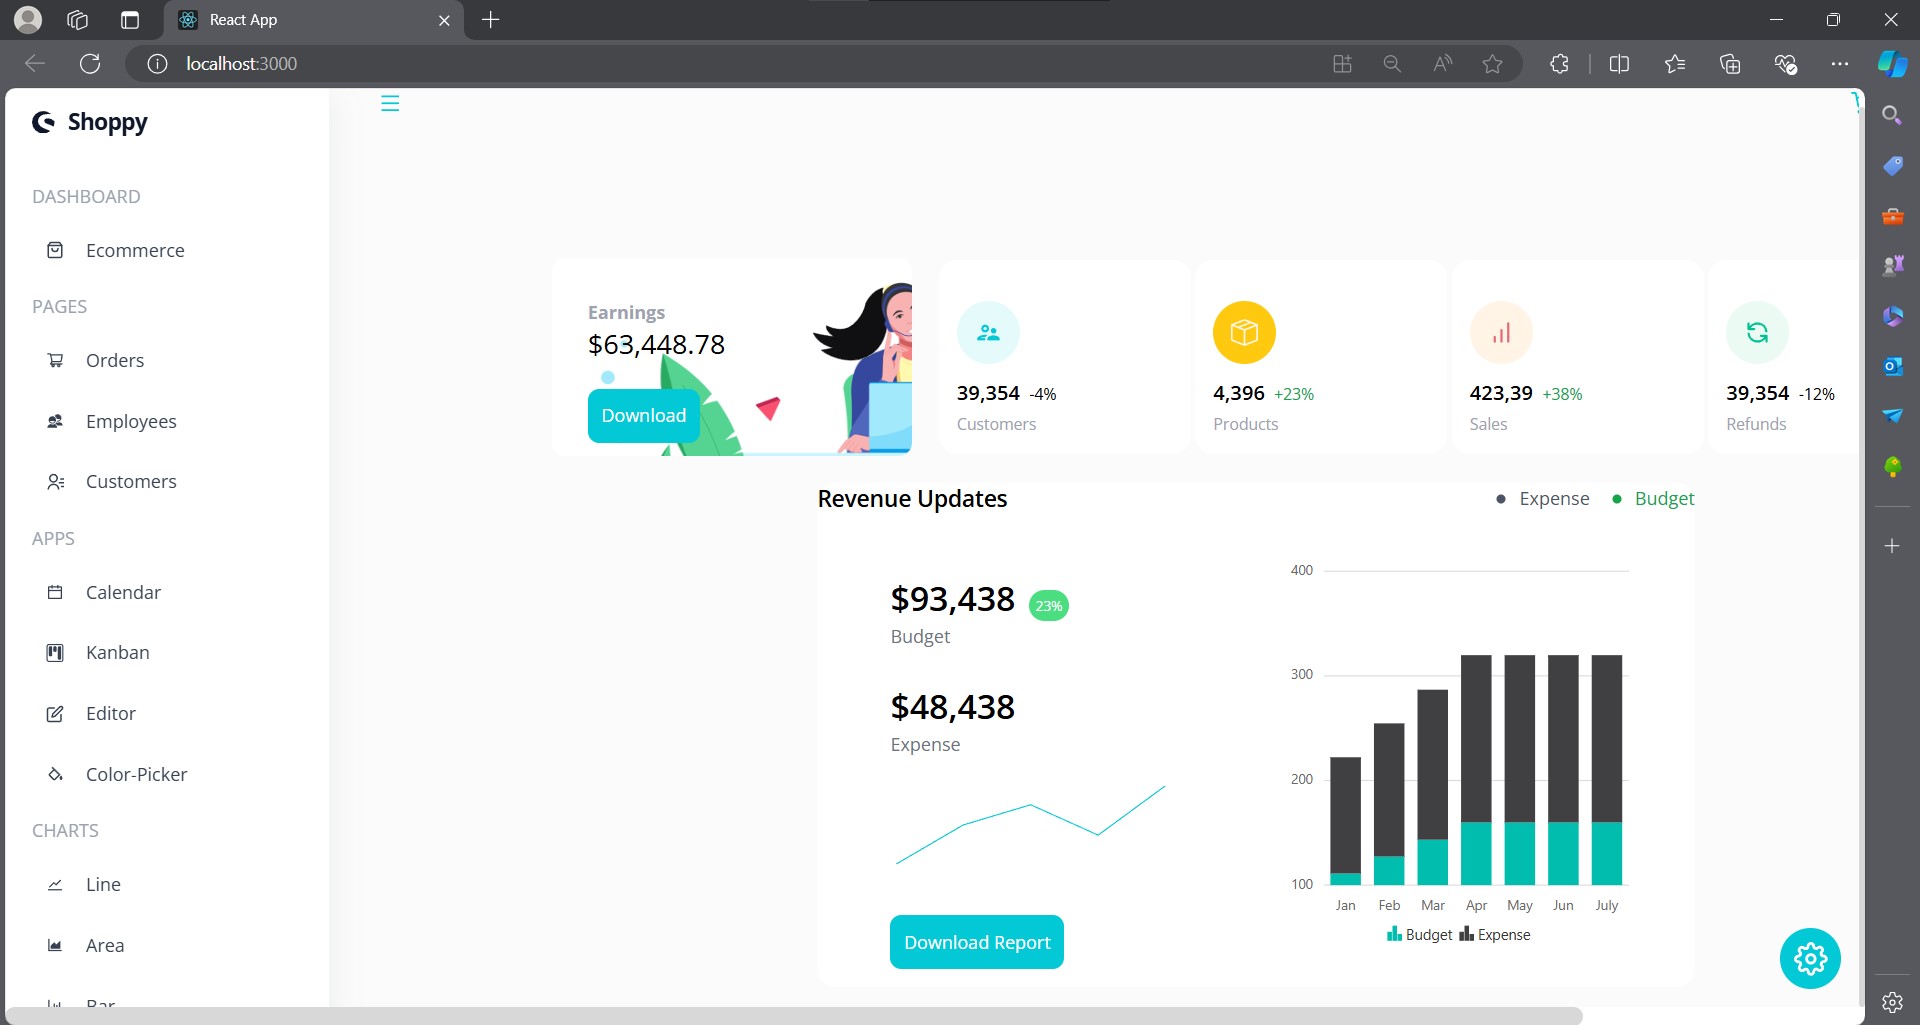 React App
localhost:3000
Shoppy
DASHBOARD
Ecommerce
PAGES
Orders
Employees
Customers
APPS
Calendar
Kanban
Editor
Color-Picker
CHARTS
Line
Area
Bar
Earnings
$63,448.78
Download
39,354 -4%
Customers
4,396 +23%
Products
423,39 +38%
Sales
39,354 -12%
Refunds
Revenue Updates
Expense
Budget
$93,438 23%
Budget
$48,438
Expense
Download Report
400
300
200
100
Jan Feb Mar Apr May Jun July
Budget Expense